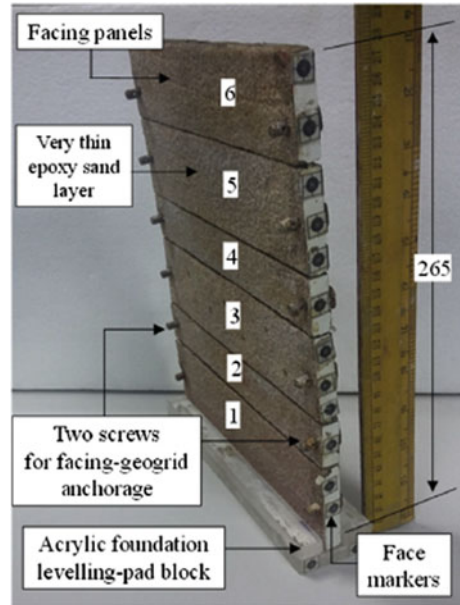 Facing panels
6
Very thin
epoxy sand
layer
5
4
265
3
2
1
Two screws
for facing-geogrid
anchorage
Acrylic foundation
levelling-pad block
Face
markers